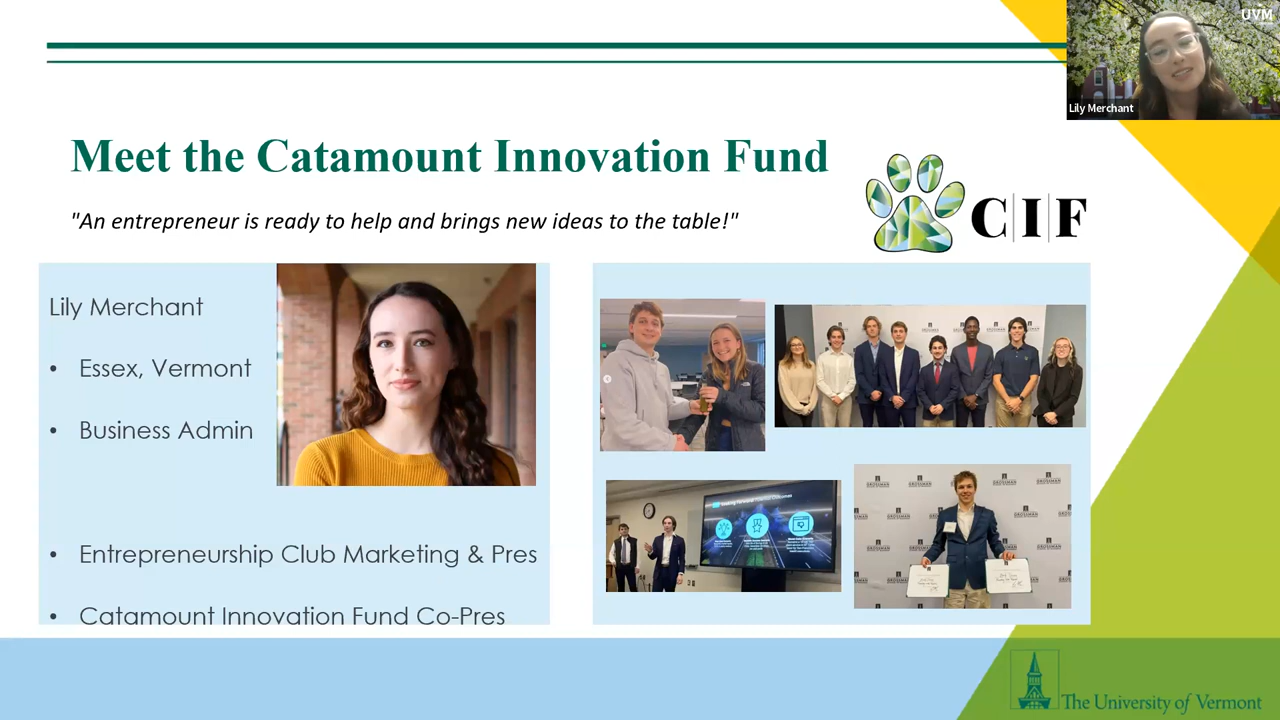 UVM
Lily Merchant
Meet the Catamount Innovation Fund
"An entrepreneur is ready to help and brings new ideas to the table!"
C|I|F
Lily Merchant
• Essex, Vermont
• Business Admin
• Entrepreneurship Club Marketing & Pres
• Catamount Innovation Fund Co-Pres
GROSSMAN
The University of Vermont